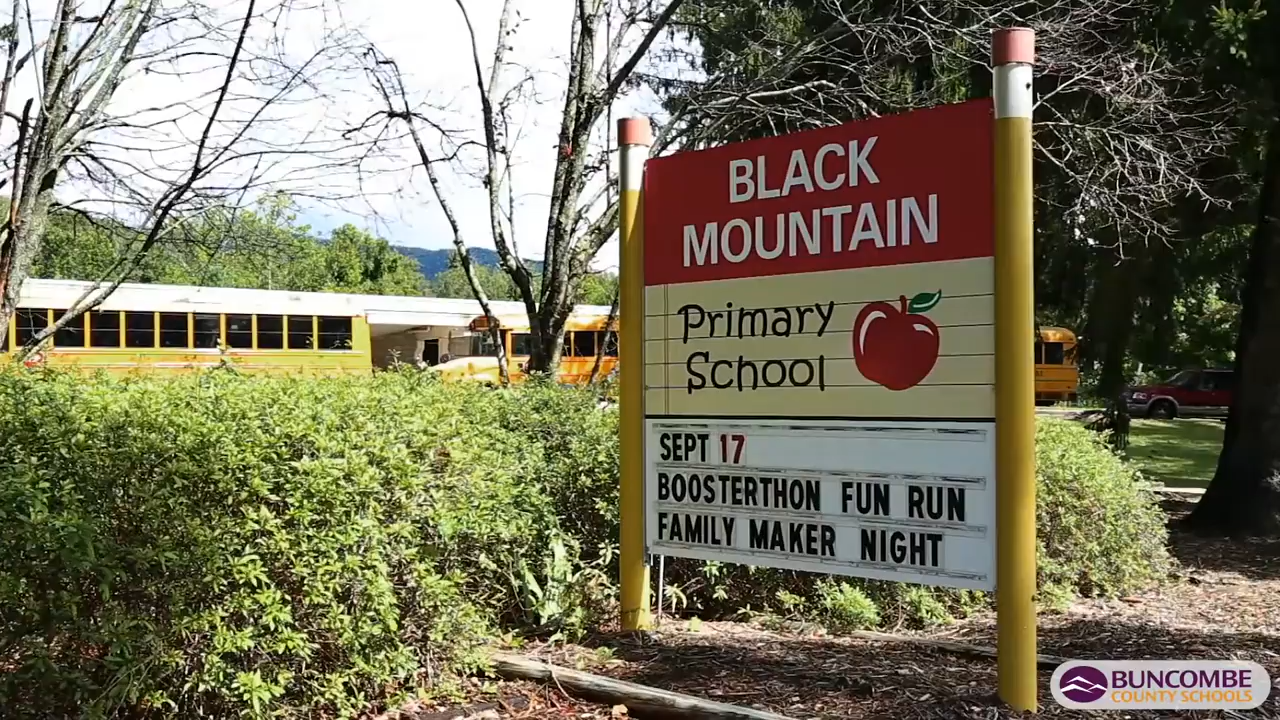 BLACK
MOUNTAIN
Primary
School
SEPT 17
BOOSTERTHON FUN RUN
FAMILY MAKER NIGHT
BUNCOMBE
COUNTY SCHOOLS